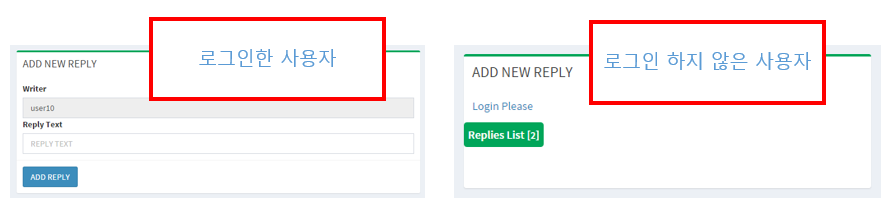 로그인한 사용자
ADD NEW REPLY
Writer
user10
Reply Text
REPLY TEXT
ADD REPLY
로그인 하지 않은 사용자
ADD NEW REPLY
Login Please
Replies List [2]